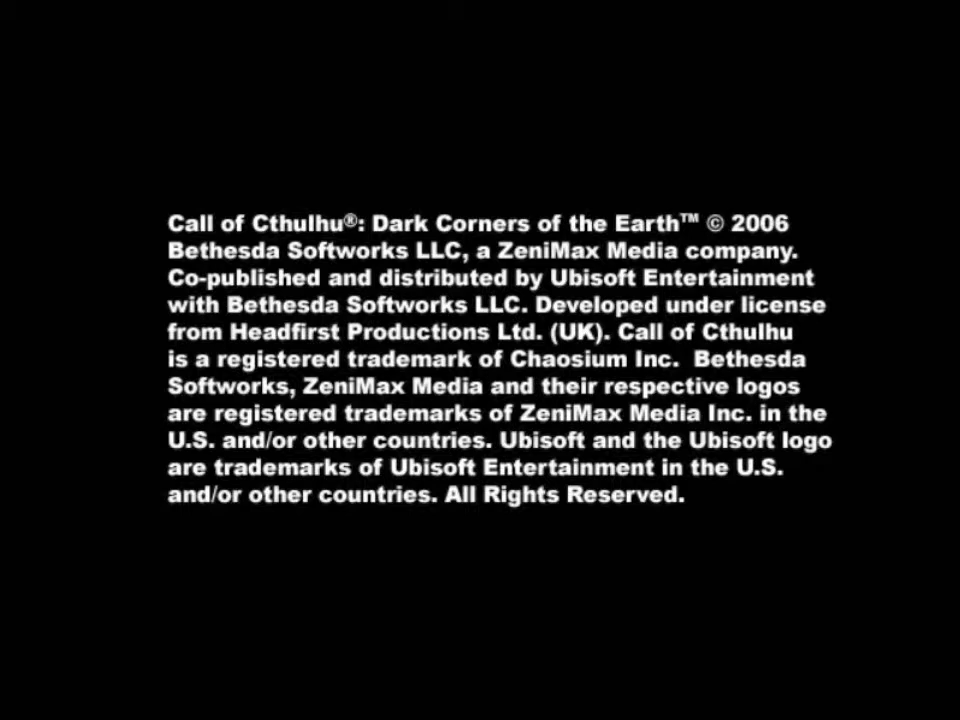 Call of Cthulhu®: Dark Corners of the Earth™ © 2006
Bethesda Softworks LLC, a ZeniMax Media company.
Co-published and distributed by Ubisoft Entertainment
with Bethesda Softworks LLC. Developed under license
from Headfirst Productions Ltd. (UK). Call of Cthulhu
is a registered trademark of Chaosium Inc.  Bethesda
Softworks, ZeniMax Media and their respective logos
are registered trademarks of ZeniMax Media Inc. in the
U.S. and/or other countries. Ubisoft and the Ubisoft logo
are trademarks of Ubisoft Entertainment in the U.S.
and/or other countries. All Rights Reserved.